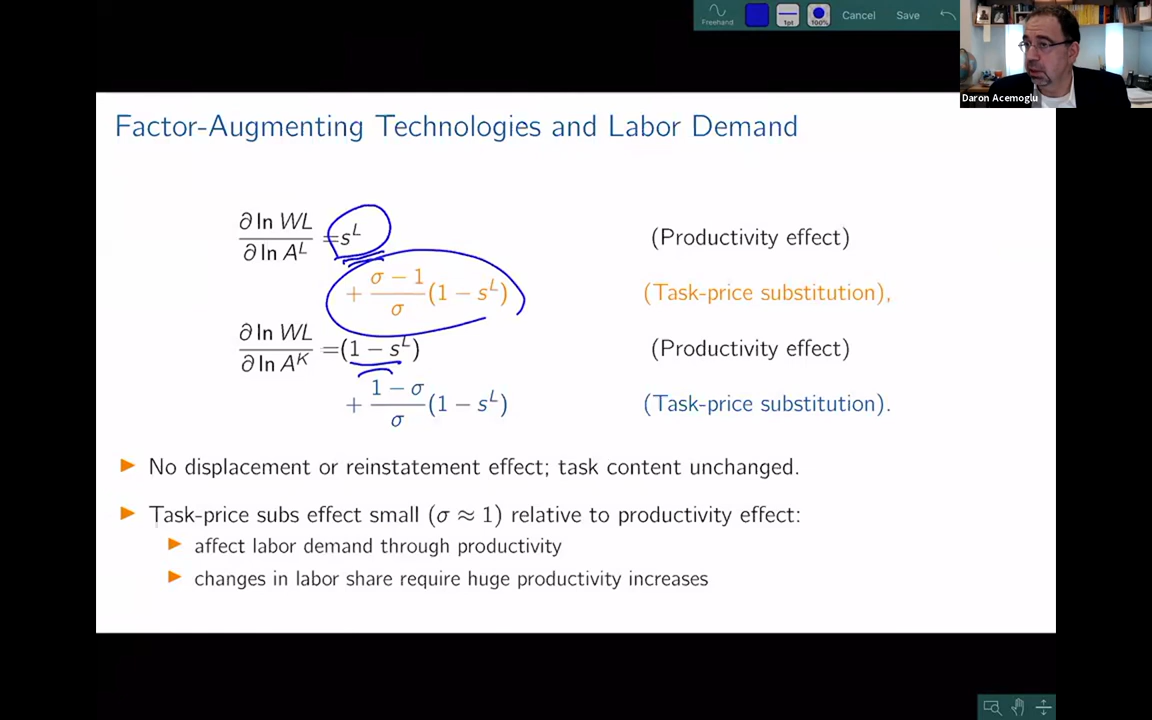 Freehand
1pt
100%
Cancel
Save
Daron Acemoglu
Factor-Augmenting Technologies and Labor Demand
∂ ln WL / ∂ ln A^L = s^L (Productivity effect)
+ (σ − 1)/σ (1 − s^L) (Task-price substitution),
∂ ln WL / ∂ ln A^K = (1 − s^L) (Productivity effect)
+ (1 − σ)/σ (1 − s^L) (Task-price substitution).
No displacement or reinstatement effect; task content unchanged.
Task-price subs effect small (σ ≈ 1) relative to productivity effect:
affect labor demand through productivity
changes in labor share require huge productivity increases